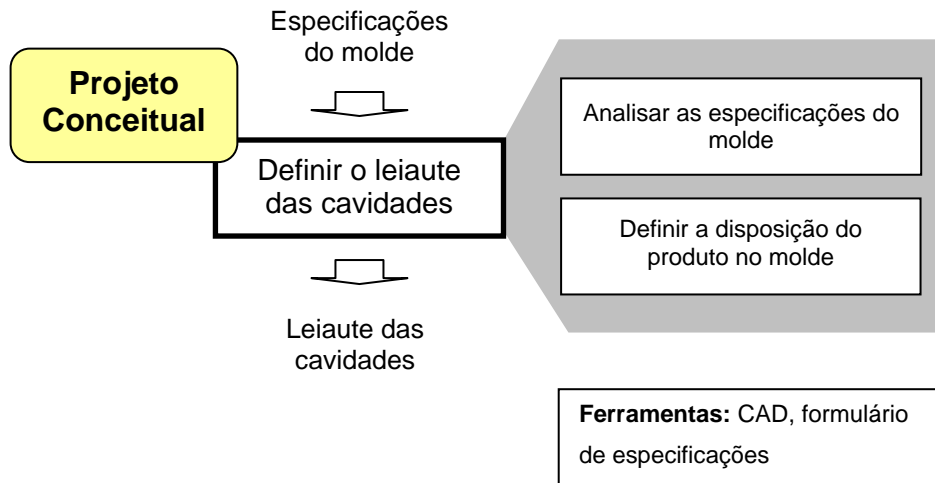 Especificações
do molde
Projeto
Conceitual
Definir o leiaute
das cavidades
Leiaute das
cavidades
Analisar as especificações do
molde
Definir a disposição do
produto no molde
Ferramentas: CAD, formulário
de especificações